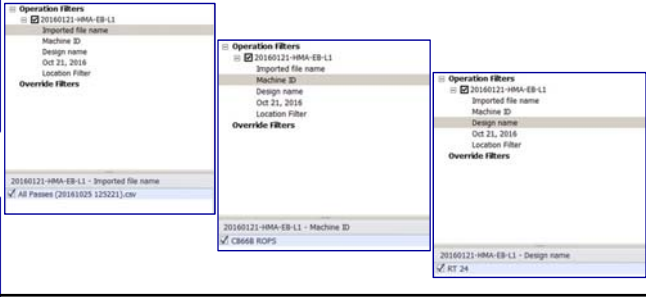 Operation Filters
20160121-HMA-EB-L1
Imported file name
Machine ID
Design name
Oct 21, 2016
Location Filter
Override Filters
20160121-HMA-EB-L1 - Imported file name
All Passes (20161025 125221).csv
Operation Filters
20160121-HMA-EB-L1
Imported file name
Machine ID
Design name
Oct 21, 2016
Location Filter
Override Filters
20160121-HMA-EB-L1 - Machine ID
CB66B ROPS
Operation Filters
20160121-HMA-EB-L1
Imported file name
Machine ID
Design name
Oct 21, 2016
Location Filter
Override Filters
20160121-HMA-EB-L1 - Design name
RT 24